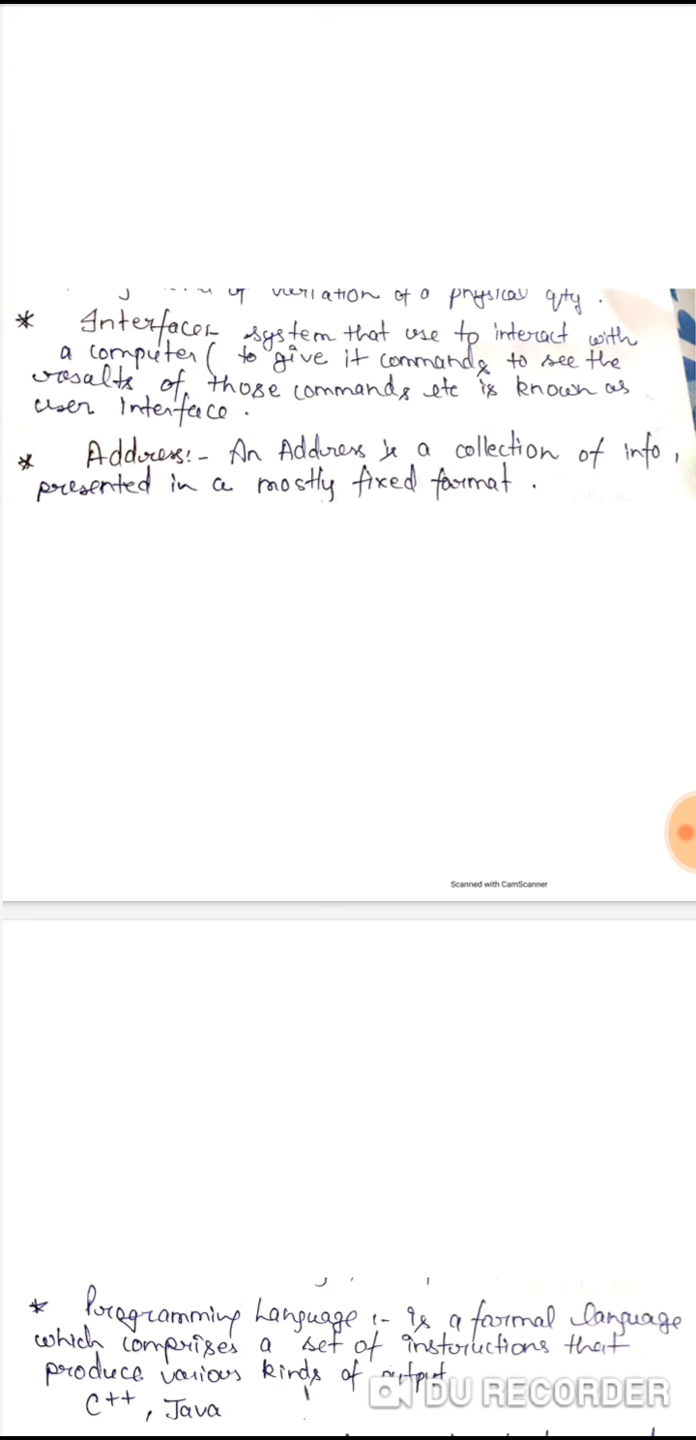 of variation of a physical qty.
* Interface:- system that use to interact with
a computer ( to give it commands to see the
results of those commands etc is known as
user interface.
* Address:- An Address is a collection of info,
presented in a mostly fixed format.
Scanned with CamScanner
* Programming Language :- is a formal language
which comprises a set of instructions that
produce various kinds of output
C++, Java
DU RECORDER